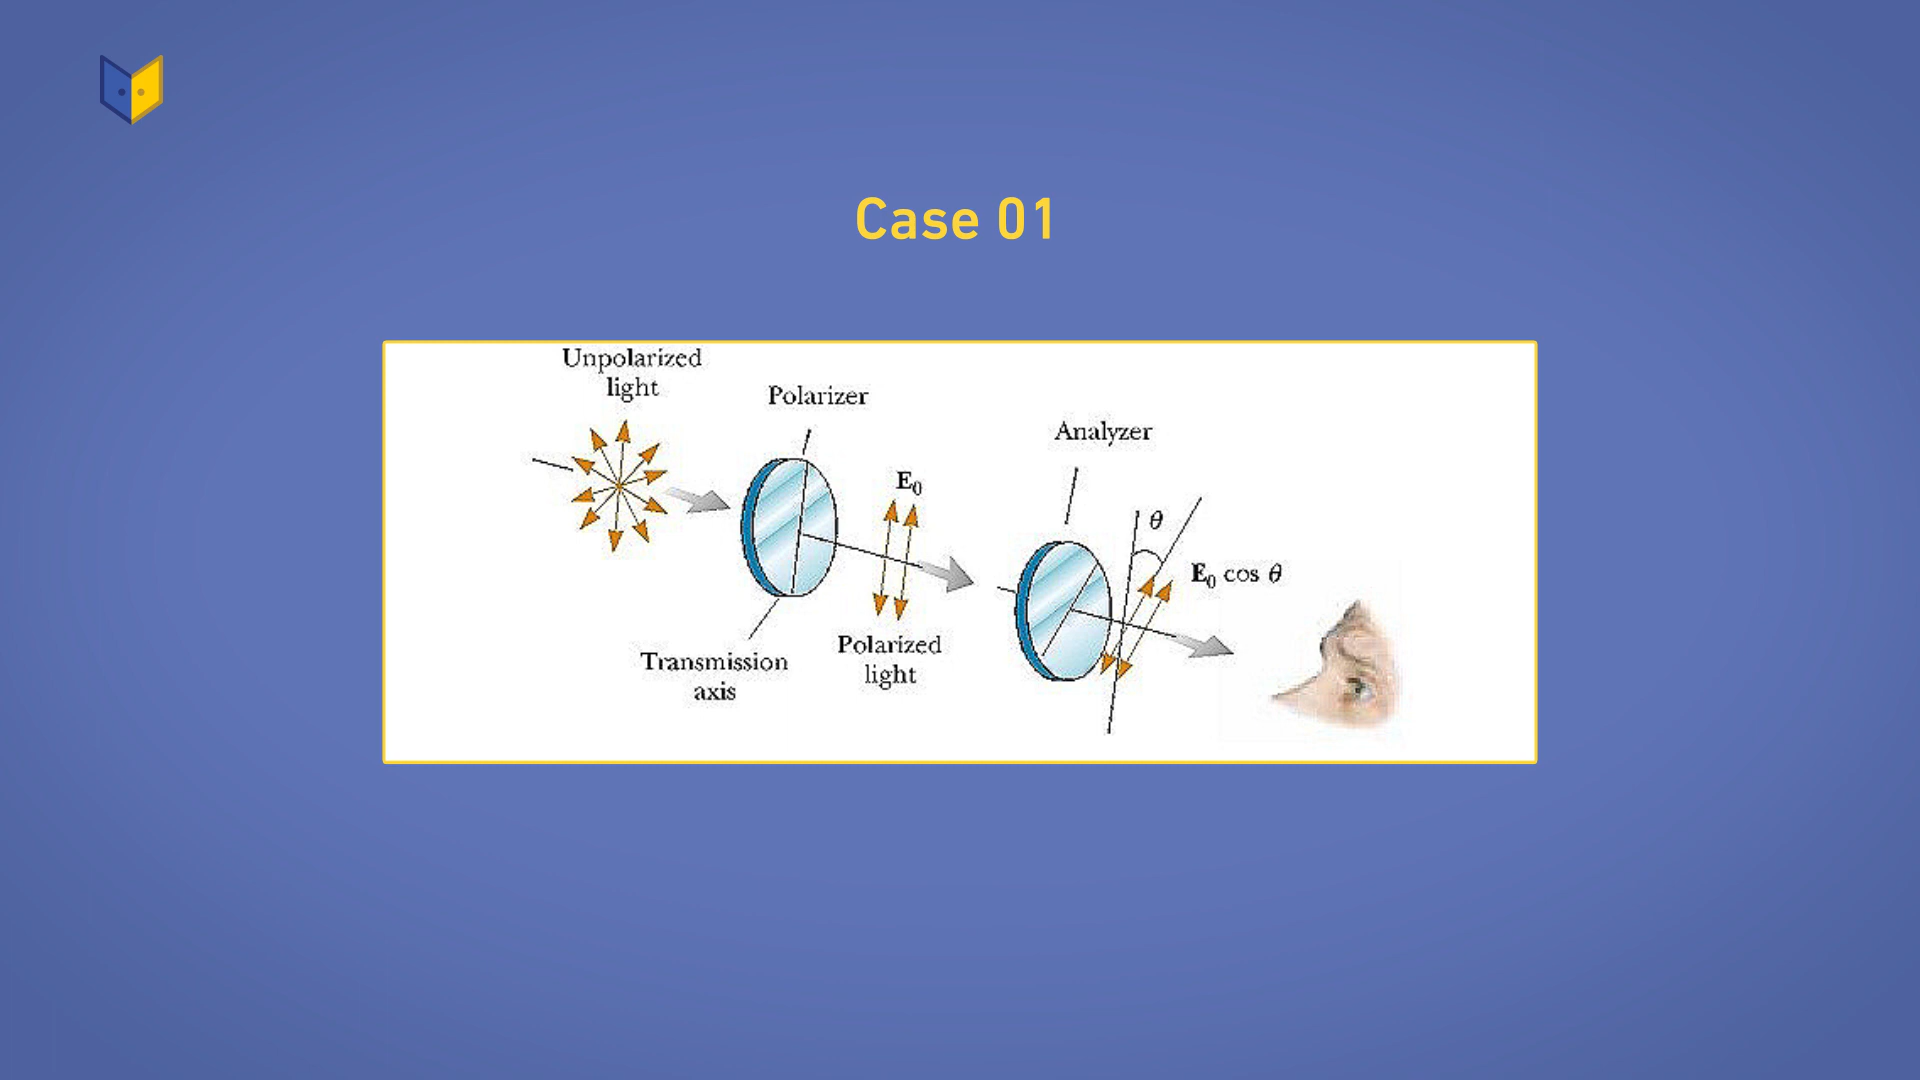 Case 01
Unpolarized
light
Polarizer
Analyzer
E₀
θ
E₀ cos θ
Polarized
light
Transmission
axis